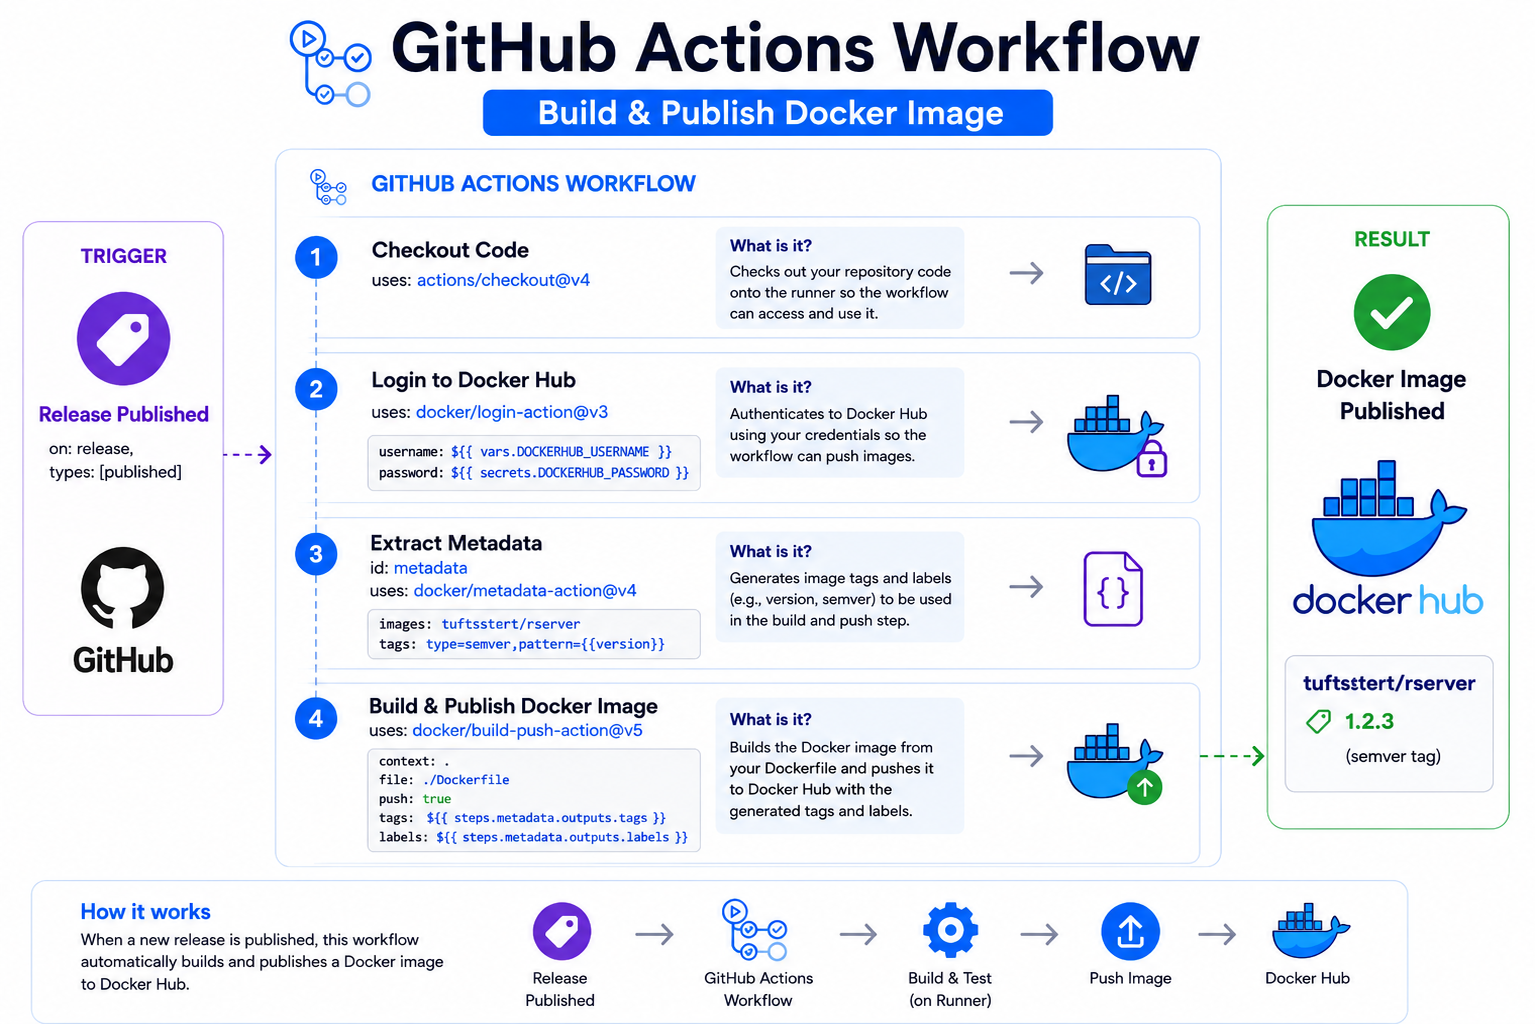 GitHub Actions Workflow
Build & Publish Docker Image
TRIGGER
Release Published
on: release,
types: [published]
GitHub
GITHUB ACTIONS WORKFLOW
1
Checkout Code
uses: actions/checkout@v4
What is it?
Checks out your repository code
onto the runner so the workflow
can access and use it.
2
Login to Docker Hub
uses: docker/login-action@v3
username: ${{ vars.DOCKERHUB_USERNAME }}
password: ${{ secrets.DOCKERHUB_PASSWORD }}
What is it?
Authenticates to Docker Hub
using your credentials so the
workflow can push images.
3
Extract Metadata
id: metadata
uses: docker/metadata-action@v4
images: tuftsstert/rserver
tags: type=semver,pattern={{version}}
What is it?
Generates image tags and labels
(e.g., version, semver) to be used
in the build and push step.
4
Build & Publish Docker Image
uses: docker/build-push-action@v5
context: .
file: ./Dockerfile
push: true
tags: ${{ steps.metadata.outputs.tags }}
labels: ${{ steps.metadata.outputs.labels }}
What is it?
Builds the Docker image from
your Dockerfile and pushes it
to Docker Hub with the
generated tags and labels.
RESULT
Docker Image
Published
docker hub
tuftsstert/rserver
1.2.3
(semver tag)
How it works
When a new release is published, this workflow
automatically builds and publishes a Docker image
to Docker Hub.
Release
Published
GitHub Actions
Workflow
Build & Test
(on Runner)
Push Image
Docker Hub